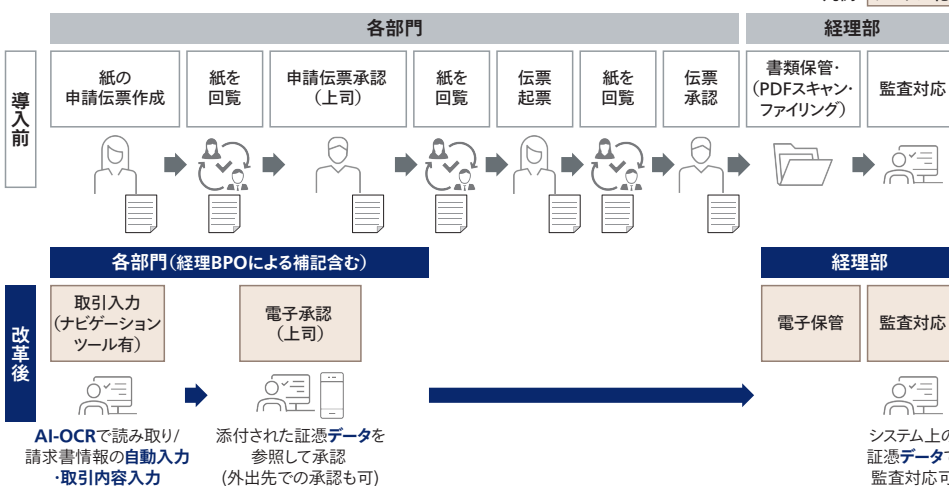 各部門
経理部
導入前
紙の
申請伝票作成
紙を
回覧
申請伝票承認
(上司)
紙を
回覧
伝票
起票
紙を
回覧
伝票
承認
書類保管・
(PDFスキャン・
ファイリング)
監査対応
各部門(経理BPOによる補記含む)
経理部
改革後
取引入力
(ナビゲーション
ツール有)
電子承認
(上司)
電子保管
監査対応
AI-OCRで読み取り/
請求書情報の自動入力
・取引内容入力
添付された証憑データを
参照して承認
(外出先での承認も可)
システム上の
証憑データで
監査対応可